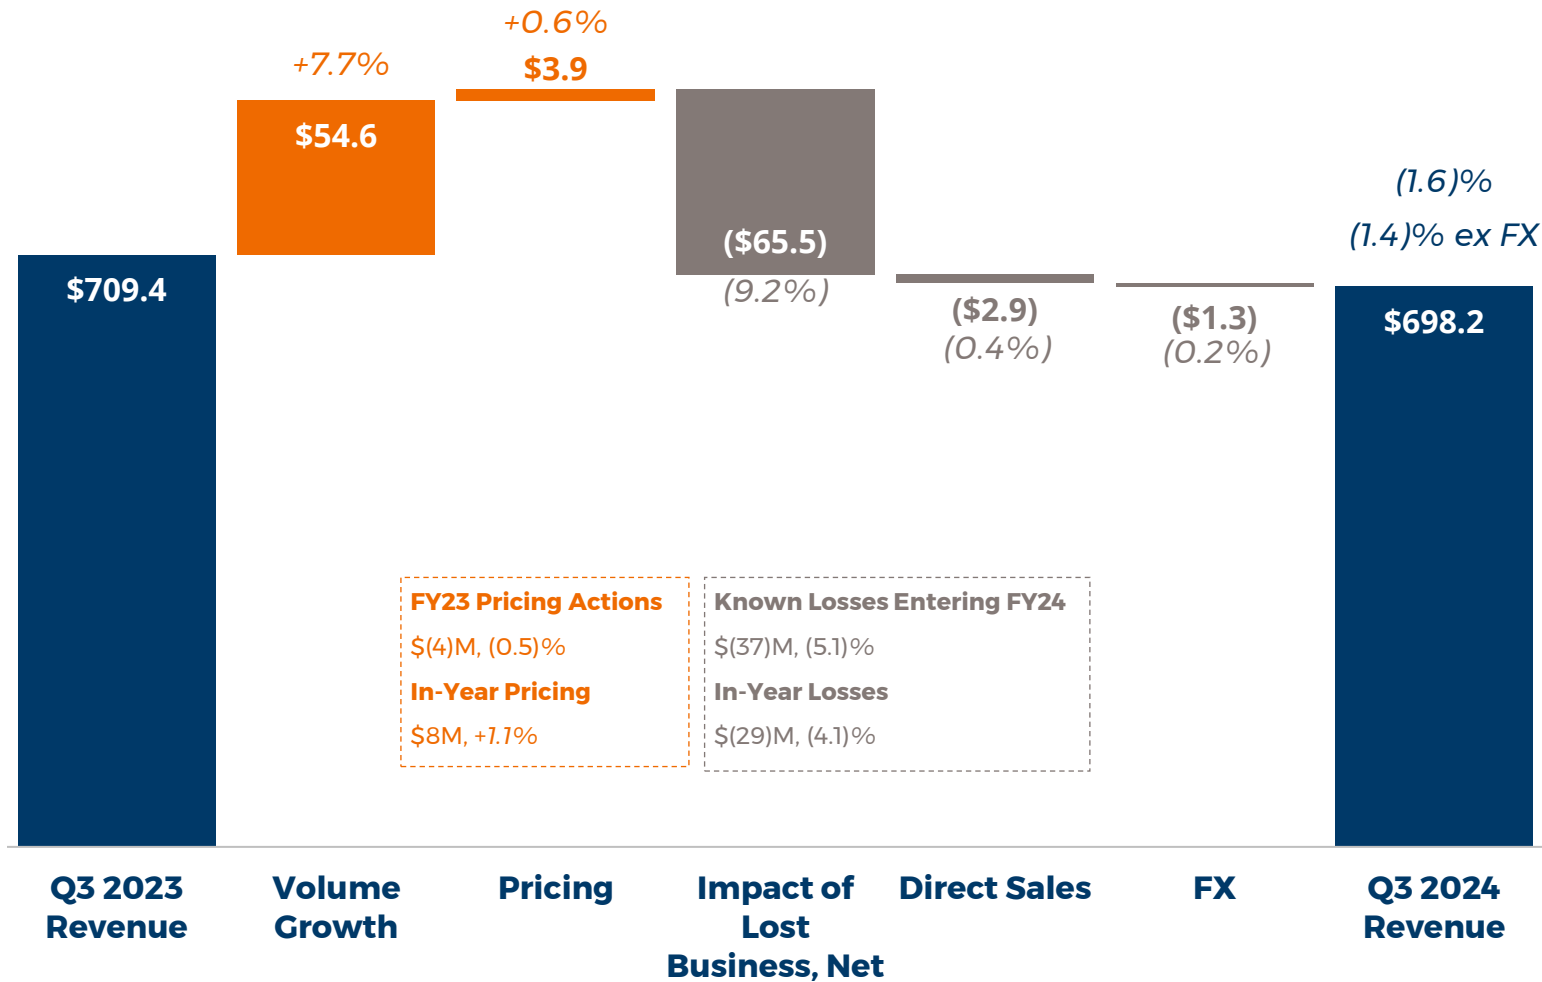 +0.6%
+7.7%
$3.9
$54.6
(1.6)%
(1.4)% ex FX
($65.5)
(9.2%)
$709.4
($2.9)
(0.4%)
($1.3)
(0.2%)
$698.2
FY23 Pricing Actions
$(4)M, (0.5)%
In-Year Pricing
$8M, +1.1%
Known Losses Entering FY24
$(37)M, (5.1)%
In-Year Losses
$(29)M, (4.1)%
Q3 2023
Revenue
Volume
Growth
Pricing
Impact of
Lost
Business, Net
Direct Sales
FX
Q3 2024
Revenue